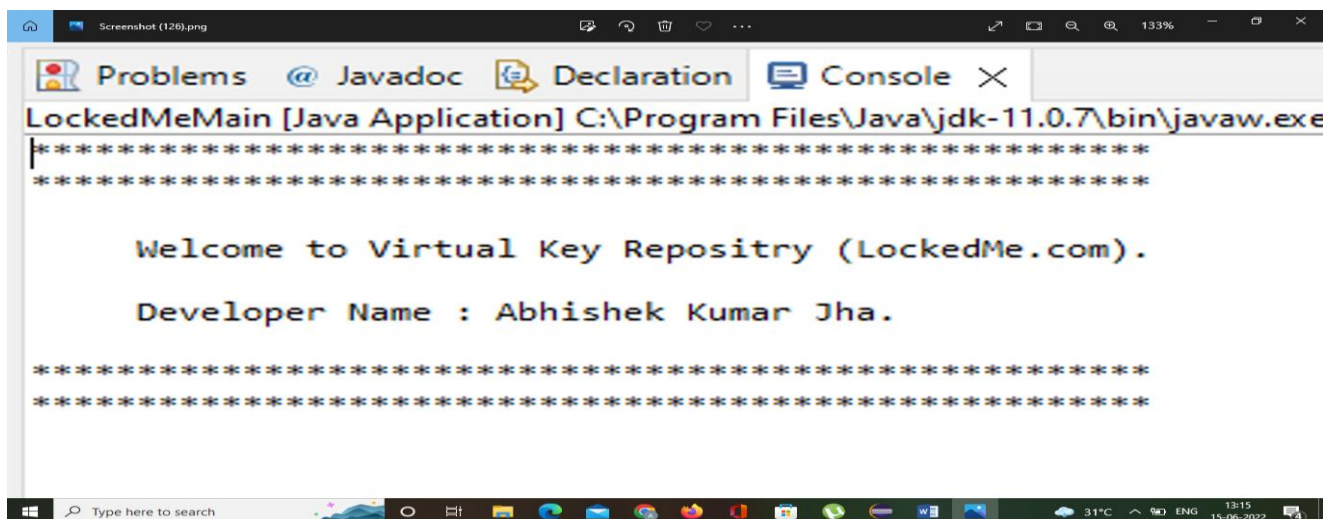 Screenshot (126).png
133%
Problems @ Javadoc Declaration Console
LockedMeMain [Java Application] C:\Program Files\Java\jdk-11.0.7\bin\javaw.exe
*****************************************************
*****************************************************
Welcome to Virtual Key Repositry (LockedMe.com).
Developer Name : Abhishek Kumar Jha.
*****************************************************
*****************************************************
Type here to search
31°C ENG
13:15
15-06-2022
4